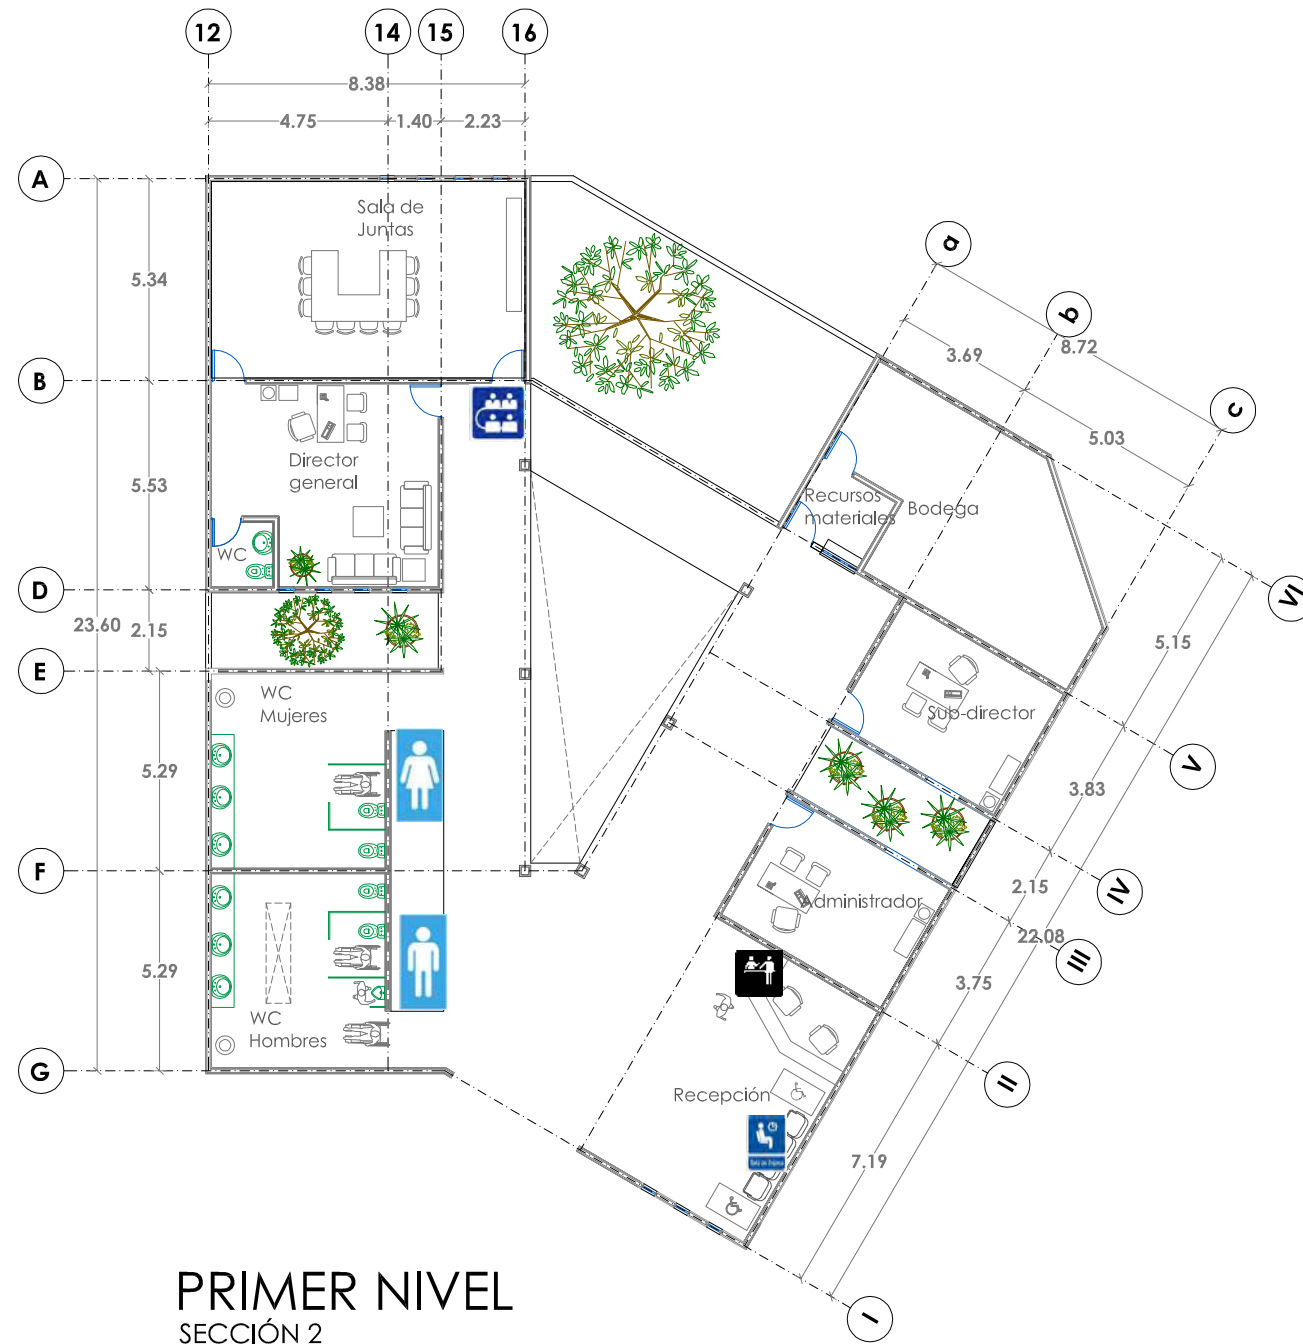 12
14
15
16
8.38
4.75
1.40
2.23
A
Sala de
Juntas
a
5.34
b
3.69
8.72
B
c
5.03
Director
general
5.53
Recursos
materiales
Bodega
WC
D
VI
23.60
2.15
5.15
E
WC
Mujeres
Sub-director
V
5.29
3.83
F
IV
2.15
Administrador
22.08
III
5.29
3.75
WC
Hombres
G
II
Recepción
7.19
I
PRIMER NIVEL
SECCIÓN 2